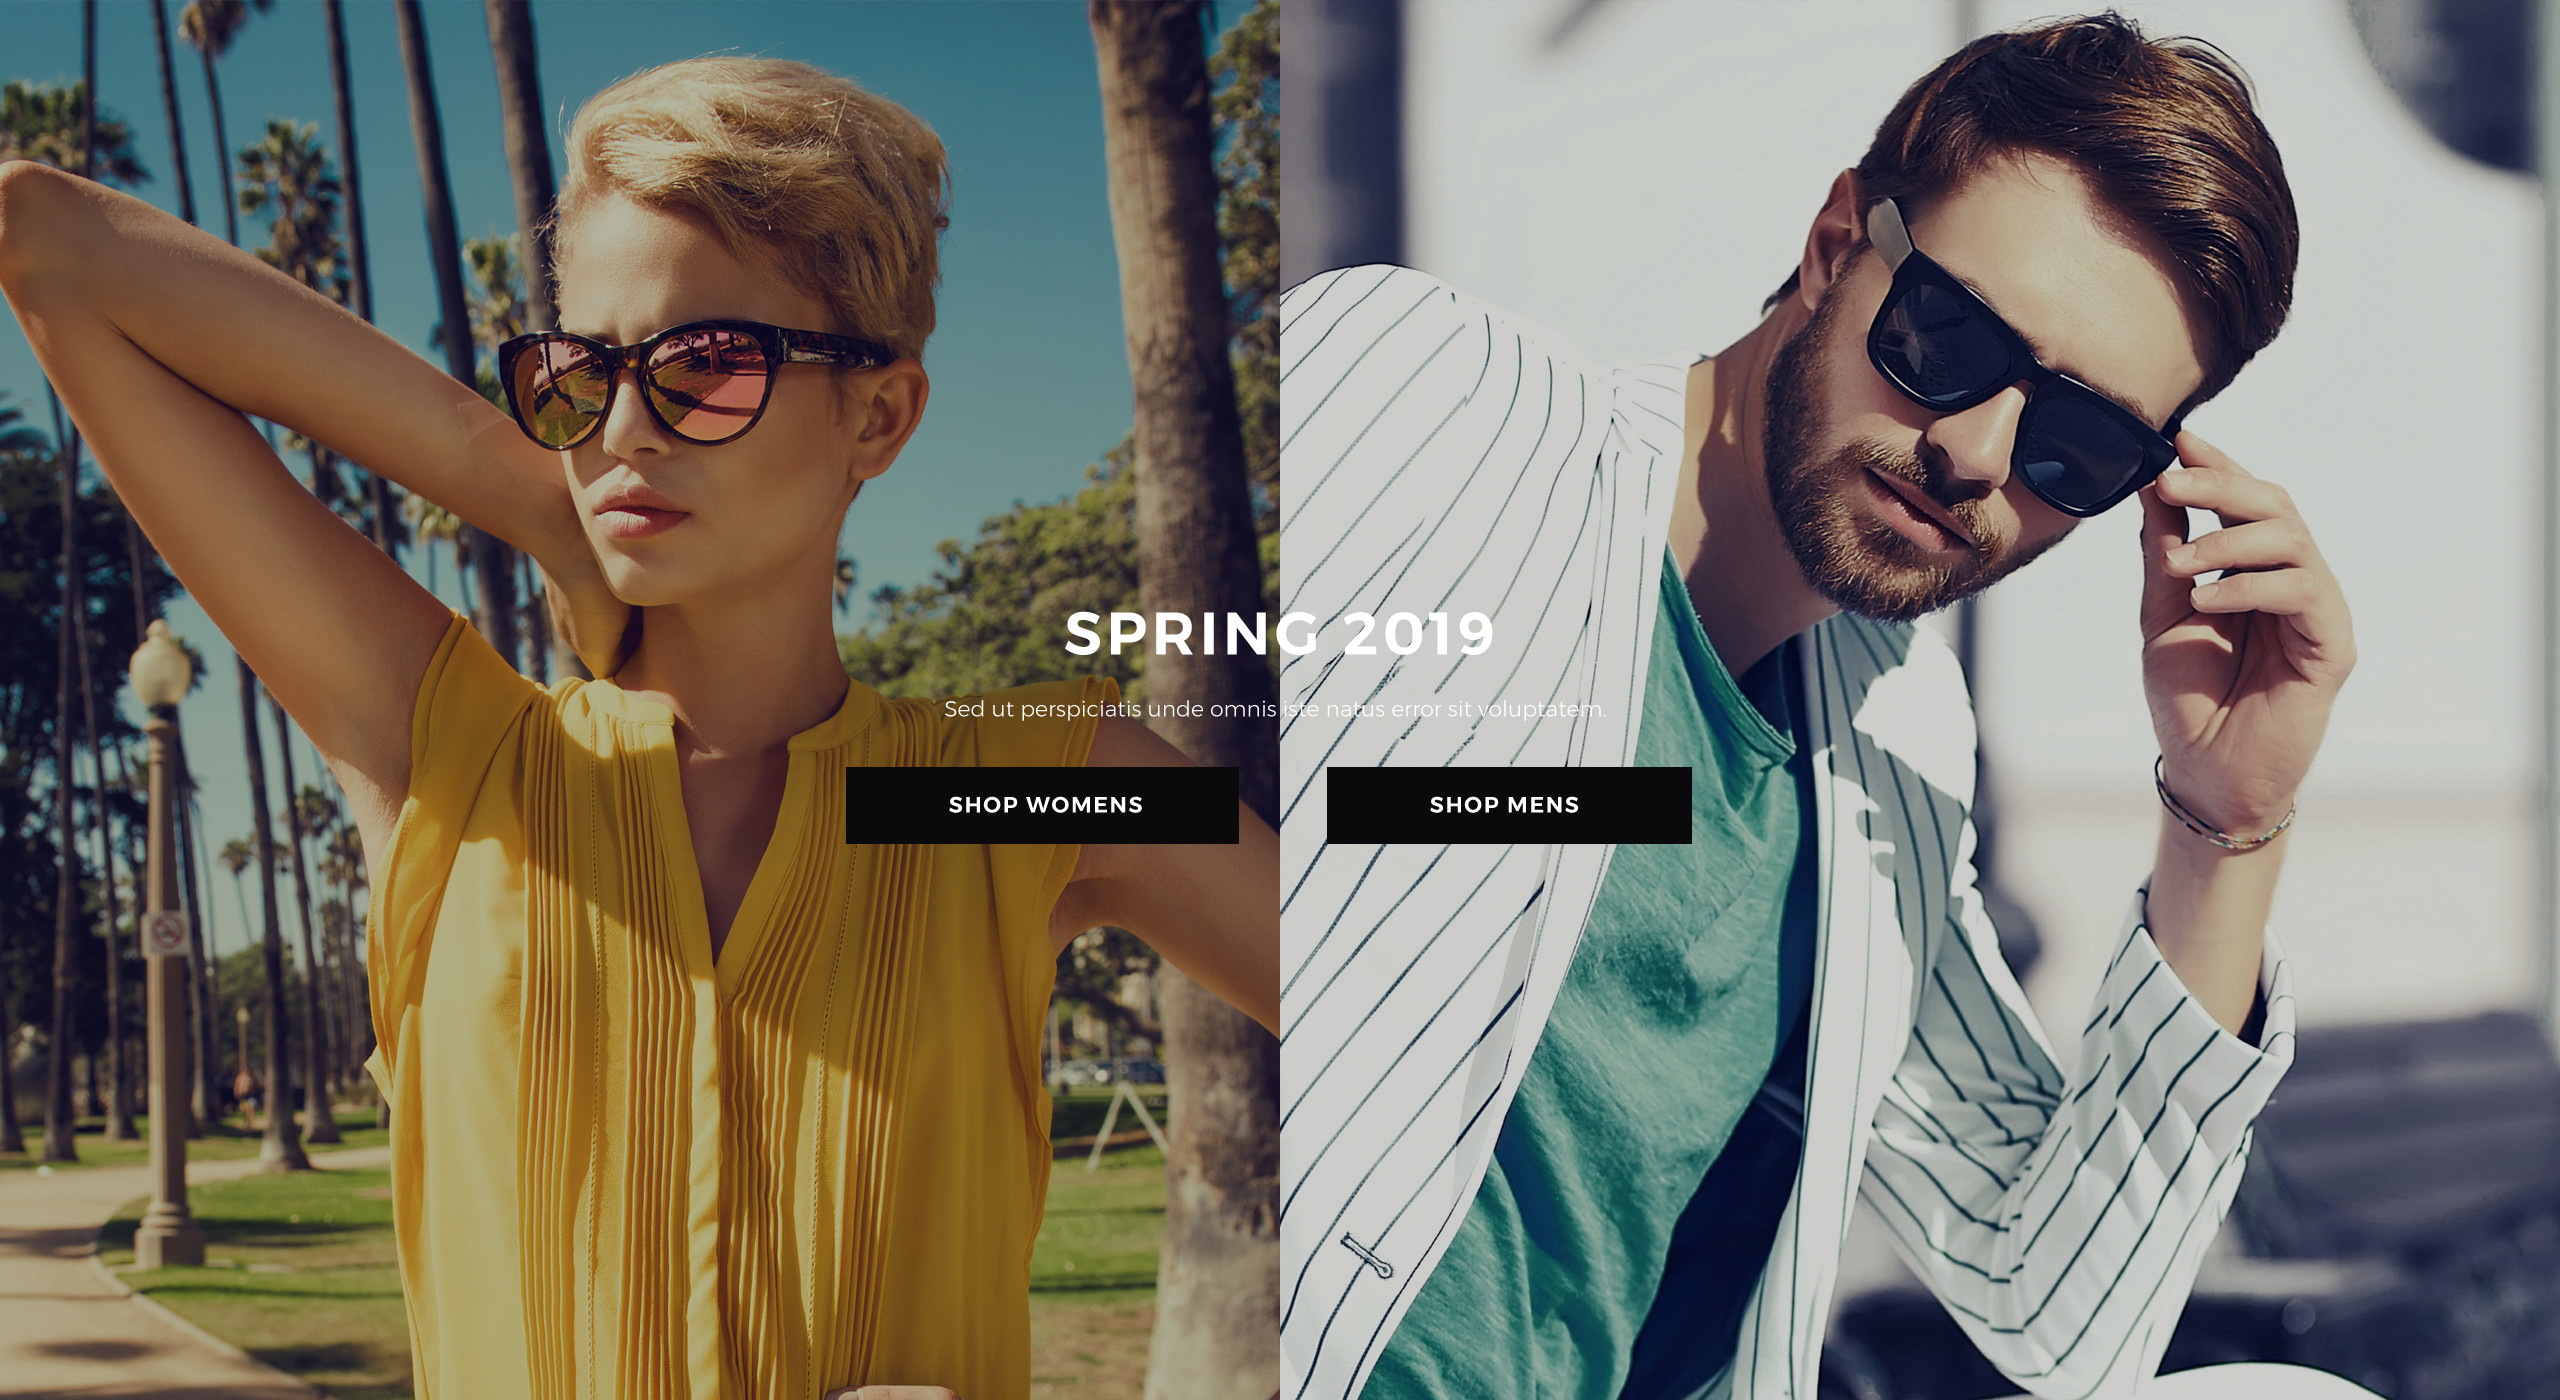 SPRING 2019
Sed ut perspiciatis unde omnis iste natus error sit voluptatem.
SHOP WOMENS
SHOP MENS